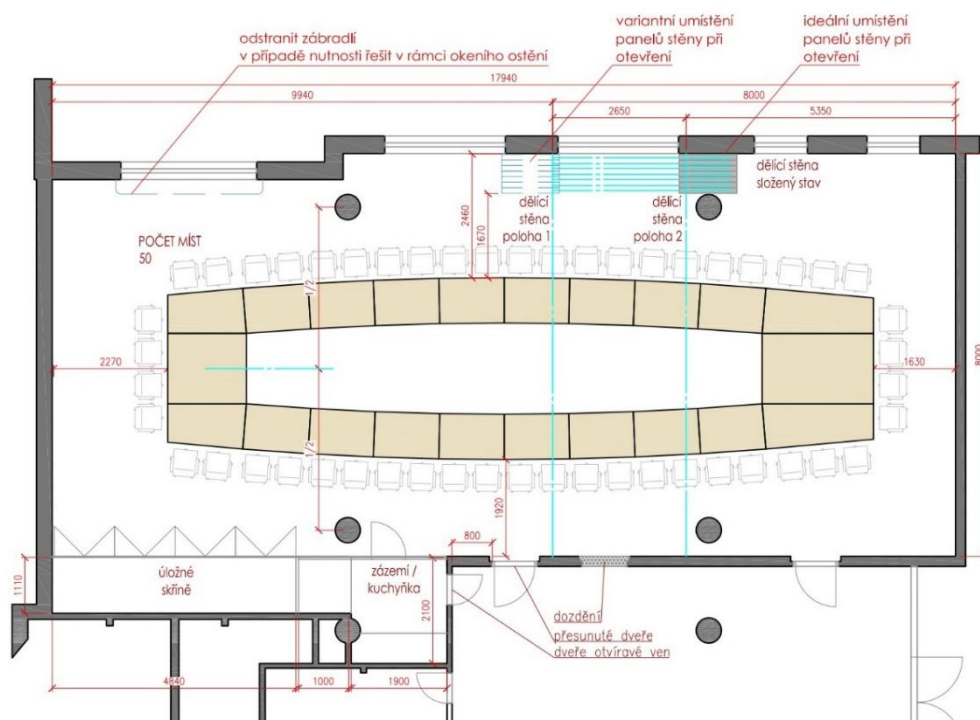 odstranit zábradlí
v případě nutnosti řešit v rámci okeního ostění
variantní umístění
panelů stěny při
otevření
ideální umístění
panelů stěny při
otevření
17940
9940
8000
2650
5350
dělící stěna
složený stav
dělící
stěna
poloha 1
dělící
stěna
poloha 2
2460
1670
POČET MÍST
50
1/2
2270
1630
8000
1/2
1920
800
1110
úložné
skříně
zázemí /
kuchyňka
2100
dozdění
přesunuté dveře
dveře otvíravé ven
4840
1000
1900